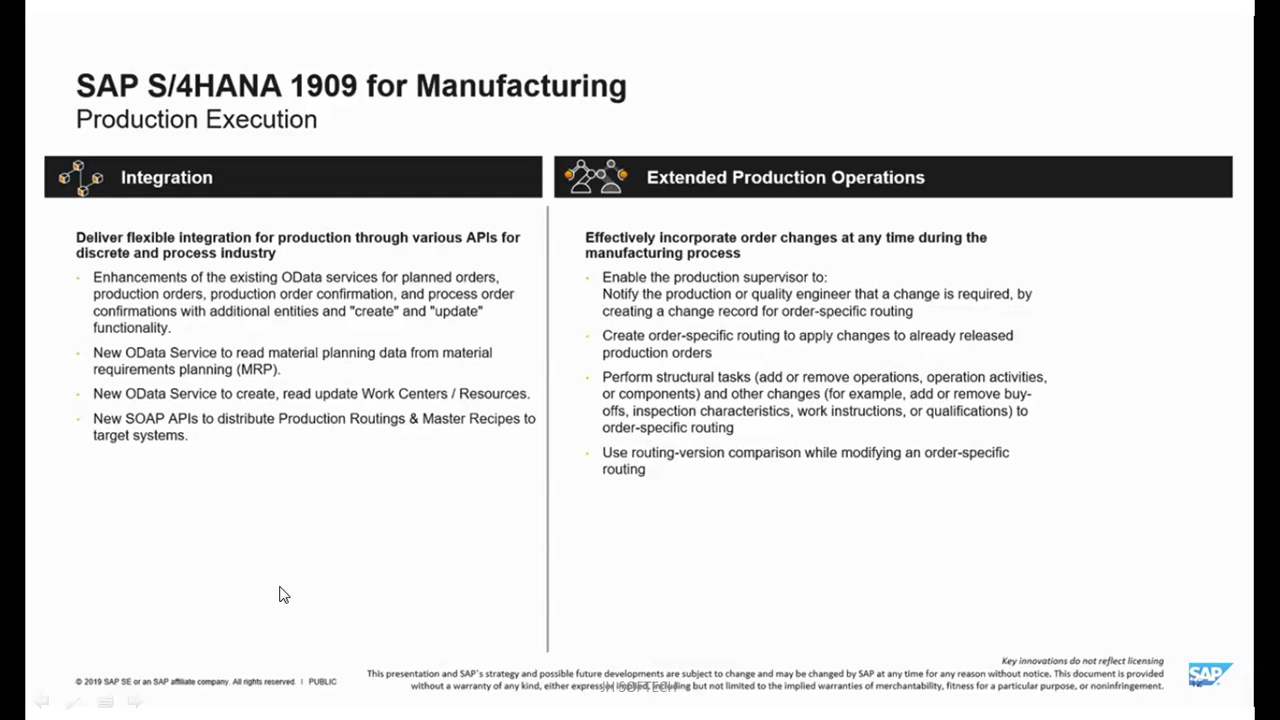 SAP S/4HANA 1909 for Manufacturing
Production Execution
Integration
Deliver flexible integration for production through various APIs for
discrete and process industry
Enhancements of the existing OData services for planned orders,
production orders, production order confirmation, and process order
confirmations with additional entities and "create" and "update"
functionality.
New OData Service to read material planning data from material
requirements planning (MRP).
New OData Service to create, read update Work Centers / Resources.
New SOAP APIs to distribute Production Routings & Master Recipes to
target systems.
Extended Production Operations
Effectively incorporate order changes at any time during the
manufacturing process
Enable the production supervisor to:
Notify the production or quality engineer that a change is required, by
creating a change record for order-specific routing
Create order-specific routing to apply changes to already released
production orders
Perform structural tasks (add or remove operations, operation activities,
or components) and other changes (for example, add or remove buy-
offs, inspection characteristics, work instructions, or qualifications) to
order-specific routing
Use routing-version comparison while modifying an order-specific
routing
Key innovations do not reflect licensing
© 2019 SAP SE or an SAP affiliate company. All rights reserved. | PUBLIC
This presentation and SAP's strategy and possible future developments are subject to change and may be changed by SAP at any time for any reason without notice. This document is provided
without a warranty of any kind, either express but not limited to the implied warranties of merchantability, fitness for a particular purpose, or noninfringement.
SAP